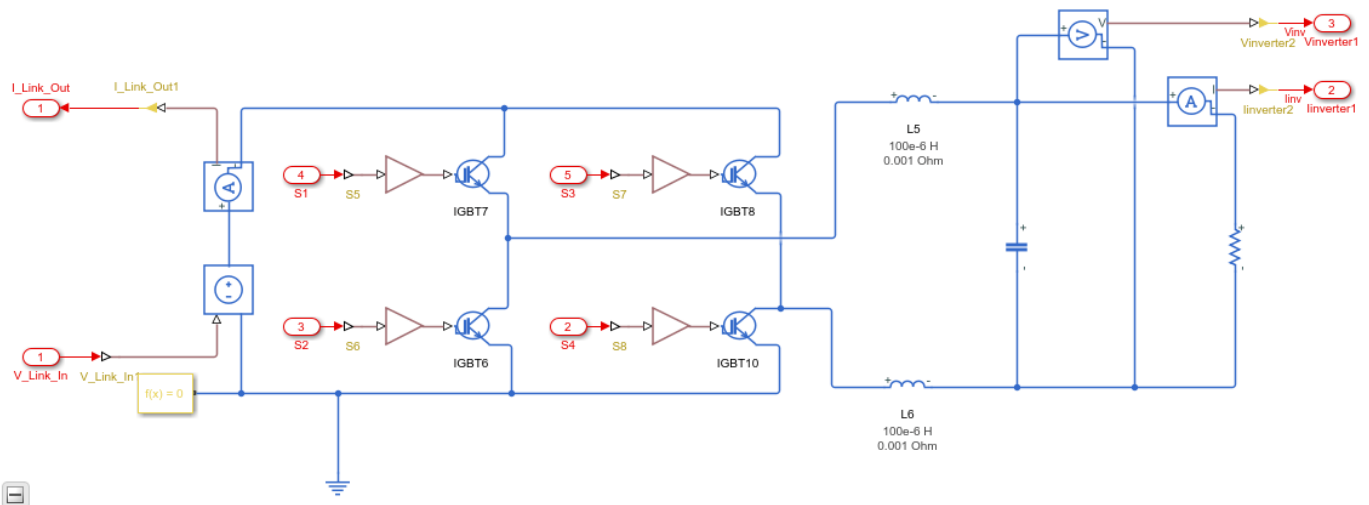 V
3
Vinv
Vinverter2
Vinverter1
I_Link_Out
I_Link_Out1
1
A
I
2
Iinv
Iinverter2
Iinverter1
L5
100e-6 H
0.001 Ohm
4
S1
S5
IGBT7
5
S3
S7
IGBT8
A
I
3
S2
S6
IGBT6
2
S4
S8
IGBT10
1
V_Link_In
V_Link_In1
f(x) = 0
L6
100e-6 H
0.001 Ohm